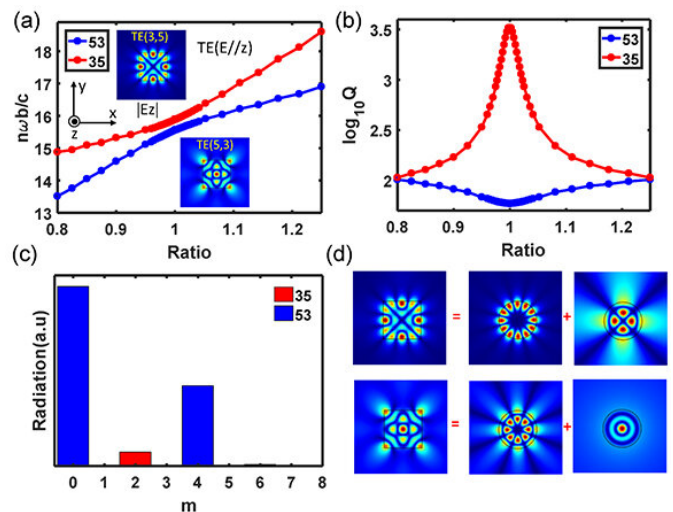 (a)
nωb/c
19
18
17
16
15
14
13
53
35
TE(3,5)
TE(E//z)
y
x
z
|Ez|
TE(5,3)
0.8 0.9 1 1.1 1.2
Ratio
(b)
log10Q
3.5
3
2.5
2
53
35
0.8 0.9 1 1.1 1.2
Ratio
(c)
Radiation(a.u)
35
53
0 1 2 3 4 5 6 7 8
m
(d)
= +
= +